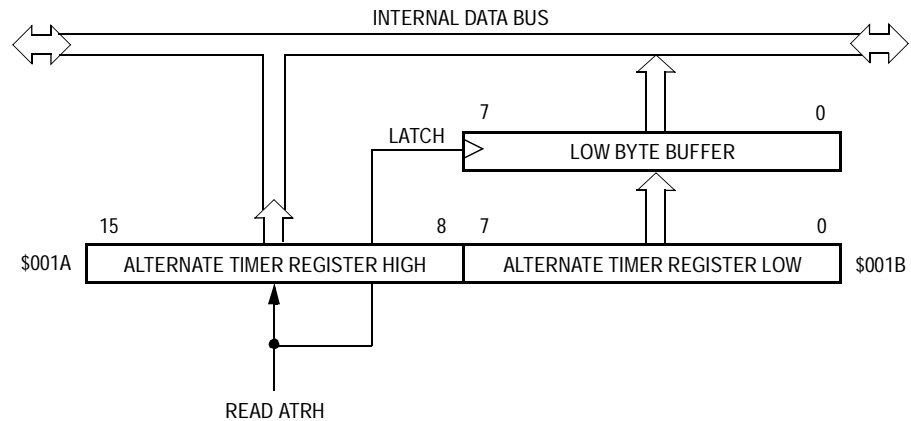 INTERNAL DATA BUS
7 0
LATCH
LOW BYTE BUFFER
15 8 7 0
$001A ALTERNATE TIMER REGISTER HIGH ALTERNATE TIMER REGISTER LOW $001B
READ ATRH